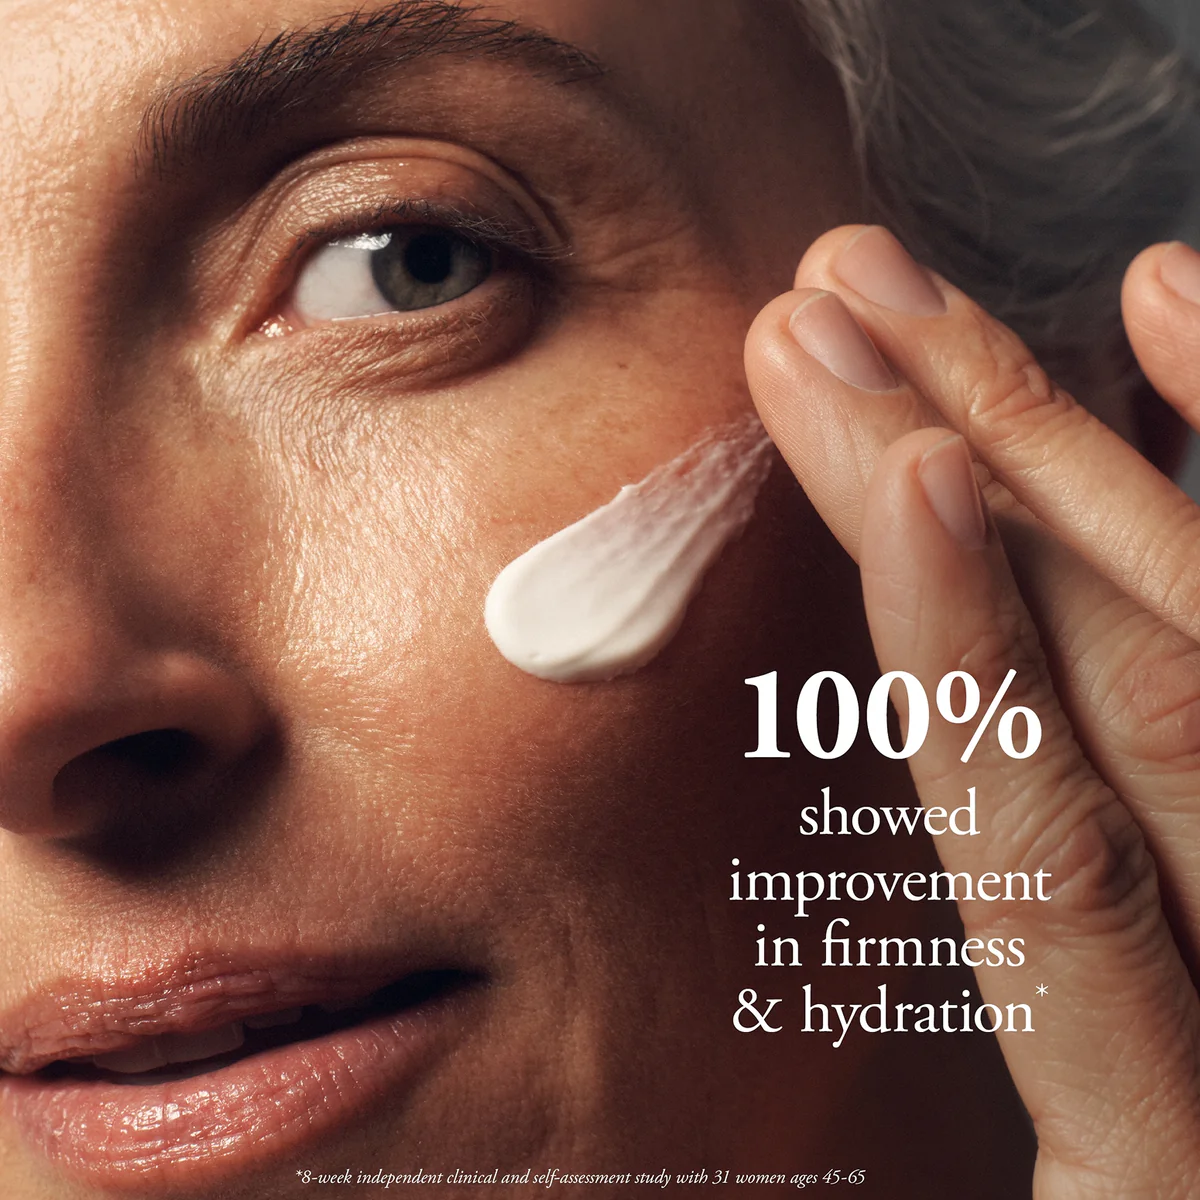 100%
showed
improvement
in firmness
& hydration*
*8-week independent clinical and self-assessment study with 31 women ages 45-65